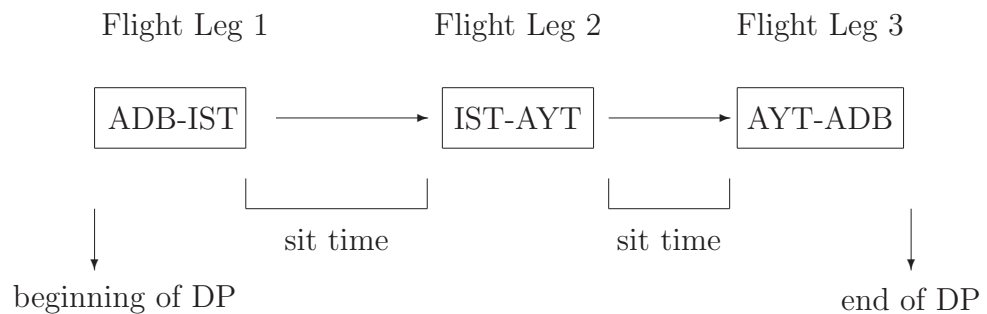 Flight Leg 1 Flight Leg 2 Flight Leg 3
ADB-IST IST-AYT AYT-ADB
sit time sit time
beginning of DP end of DP